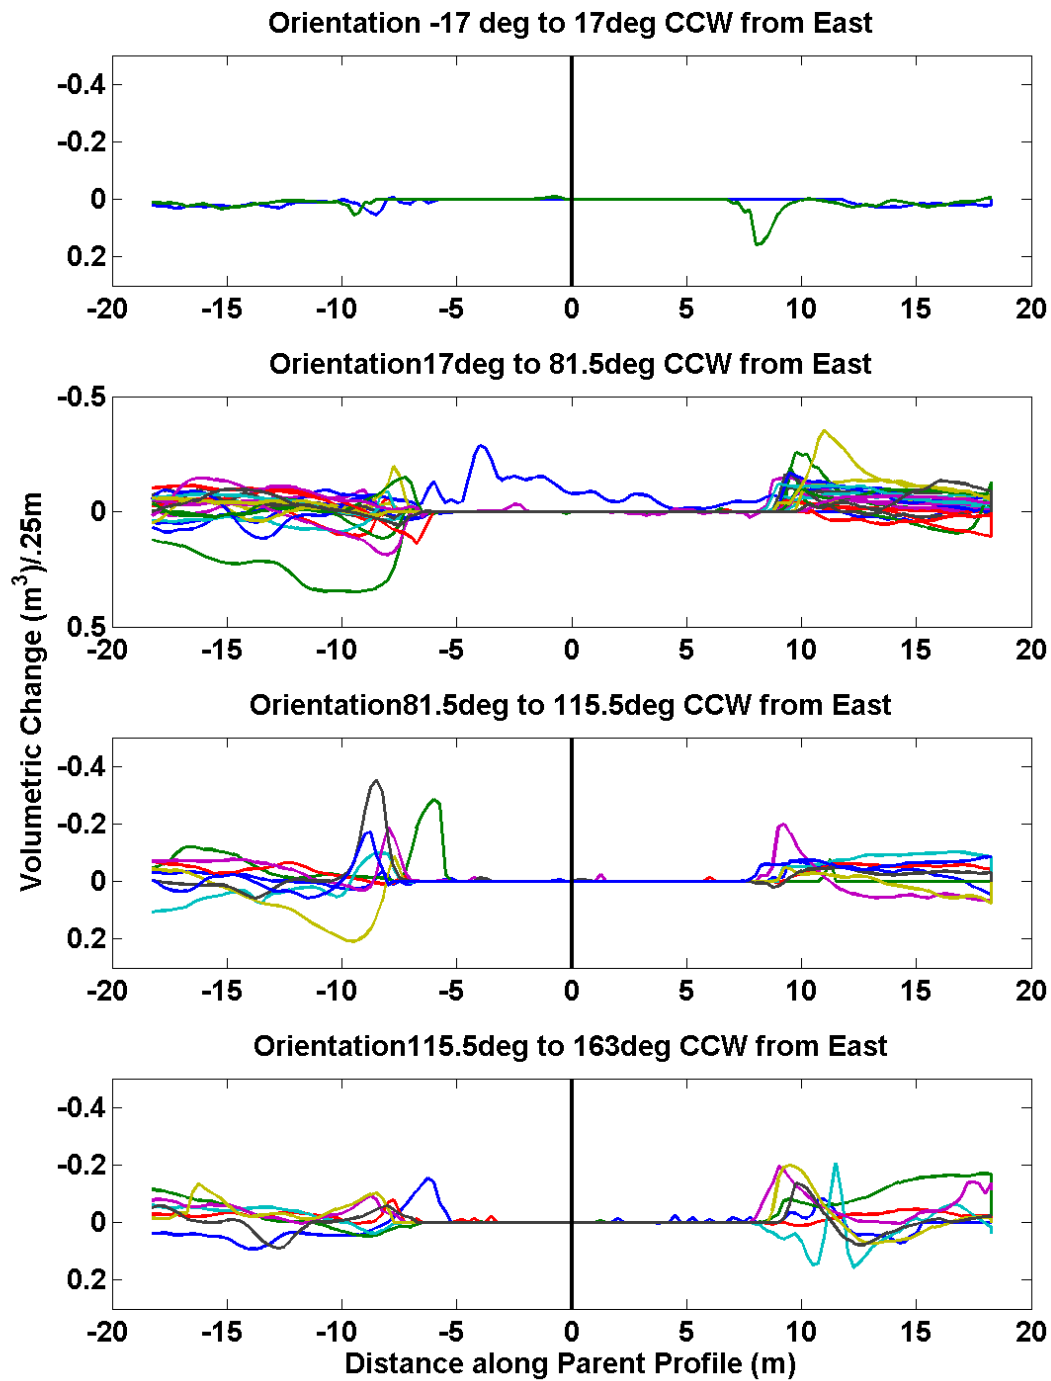 Orientation -17 deg to 17deg CCW from East
-0.4
-0.2
0
0.2
-20 -15 -10 -5 0 5 10 15 20
Orientation17deg to 81.5deg CCW from East
-0.5
0
0.5
-20 -15 -10 -5 0 5 10 15 20
Volumetric Change (m³)/.25m
Orientation81.5deg to 115.5deg CCW from East
-0.4
-0.2
0
0.2
-20 -15 -10 -5 0 5 10 15 20
Orientation115.5deg to 163deg CCW from East
-0.4
-0.2
0
0.2
-20 -15 -10 -5 0 5 10 15 20
Distance along Parent Profile (m)